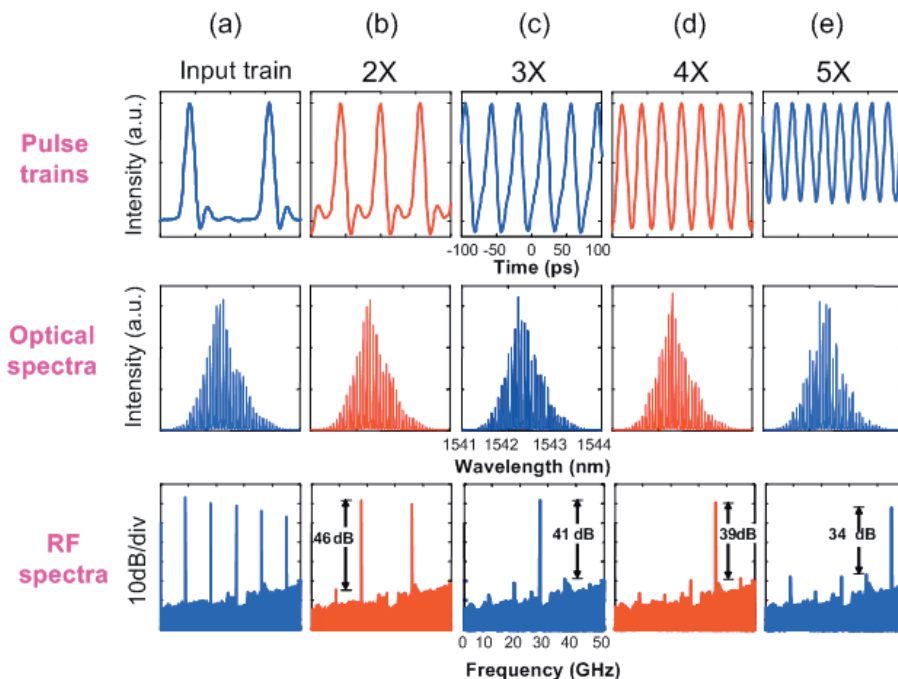 (a) (b) (c) (d) (e)
Input train 2X 3X 4X 5X
Pulse
trains
Intensity (a.u.)
-100 -50 0 50 100
Time (ps)
Optical
spectra
Intensity (a.u.)
1541 1542 1543 1544
Wavelength (nm)
RF
spectra
10dB/div
46 dB 41 dB 39dB 34 dB
0 10 20 30 40 50
Frequency (GHz)